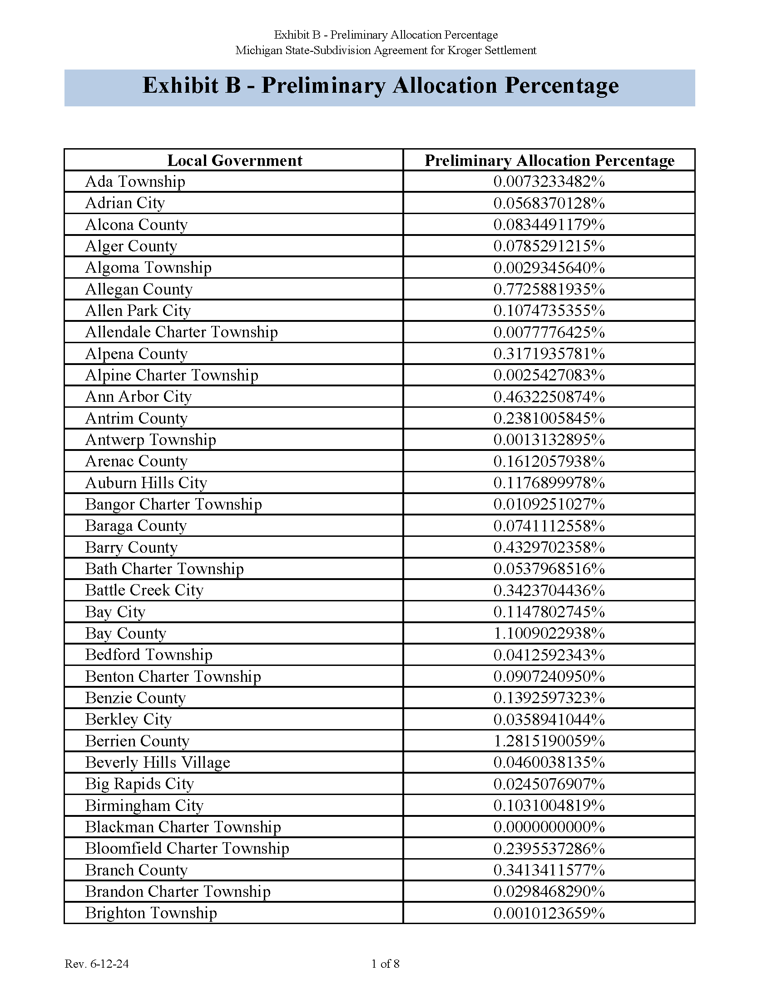 Exhibit B - Preliminary Allocation Percentage
Michigan State-Subdivision Agreement for Kroger Settlement
Exhibit B - Preliminary Allocation Percentage
Local Government Preliminary Allocation Percentage
Ada Township 0.0073233482%
Adrian City 0.0568370128%
Alcona County 0.0834491179%
Alger County 0.0785291215%
Algoma Township 0.0029345640%
Allegan County 0.7725881935%
Allen Park City 0.1074735355%
Allendale Charter Township 0.0077776425%
Alpena County 0.3171935781%
Alpine Charter Township 0.0025427083%
Ann Arbor City 0.4632250874%
Antrim County 0.2381005845%
Antwerp Township 0.0013132895%
Arenac County 0.1612057938%
Auburn Hills City 0.1176899978%
Bangor Charter Township 0.0109251027%
Baraga County 0.0741112558%
Barry County 0.4329702358%
Bath Charter Township 0.0537968516%
Battle Creek City 0.3423704436%
Bay City 0.1147802745%
Bay County 1.1009022938%
Bedford Township 0.0412592343%
Benton Charter Township 0.0907240950%
Benzie County 0.1392597323%
Berkley City 0.0358941044%
Berrien County 1.2815190059%
Beverly Hills Village 0.0460038135%
Big Rapids City 0.0245076907%
Birmingham City 0.1031004819%
Blackman Charter Township 0.0000000000%
Bloomfield Charter Township 0.2395537286%
Branch County 0.3413411577%
Brandon Charter Township 0.0298468290%
Brighton Township 0.0010123659%
Rev. 6-12-24 1 of 8